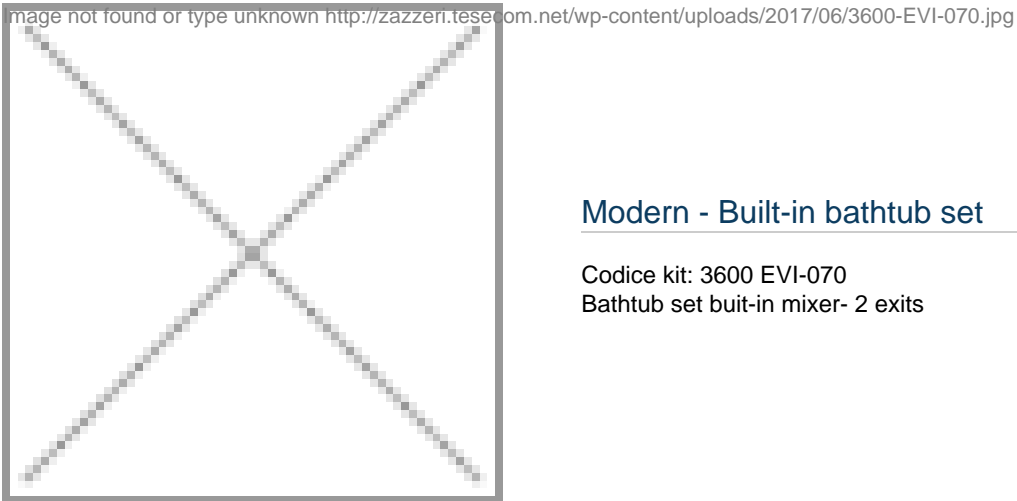 Image not found or type unknown http://zazzeri.tesecom.net/wp-content/uploads/2017/06/3600-EVI-070.jpg
Modern - Built-in bathtub set
Codice kit: 3600 EVI-070
Bathtub set buit-in mixer- 2 exits